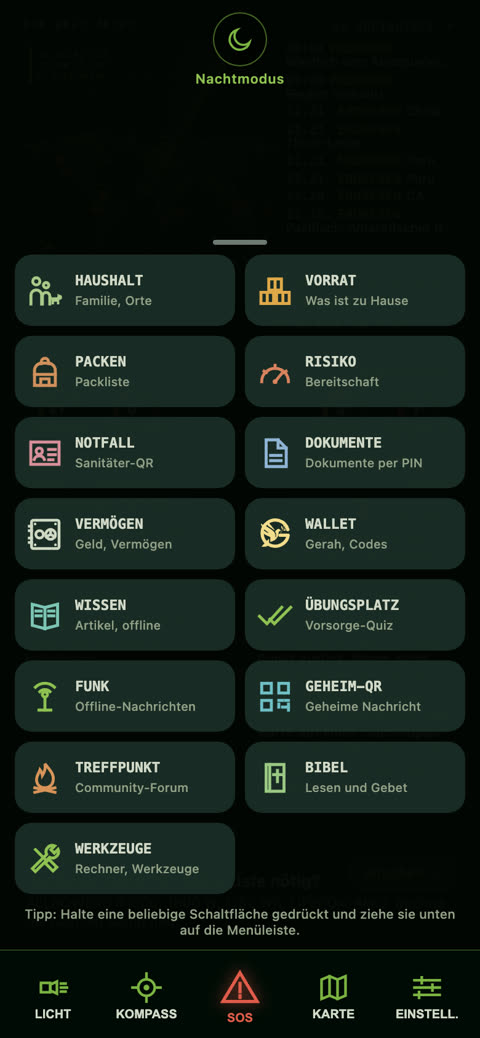 Nachtmodus
HAUSHALT
Familie, Orte
VORRAT
Was ist zu Hause
PACKEN
Packliste
RISIKO
Bereitschaft
NOTFALL
Sanitäter-QR
DOKUMENTE
Dokumente per PIN
VERMÖGEN
Geld, Vermögen
WALLET
Gerah, Codes
WISSEN
Artikel, offline
ÜBUNGSPLATZ
Vorsorge-Quiz
FUNK
Offline-Nachrichten
GEHEIM-QR
Geheime Nachricht
TREFFPUNKT
Community-Forum
BIBEL
Lesen und Gebet
WERKZEUGE
Rechner, Werkzeuge
Tipp: Halte eine beliebige Schaltfläche gedrückt und ziehe sie unten
auf die Menüleiste.
LICHT
KOMPASS
SOS
KARTE
EINSTELL.